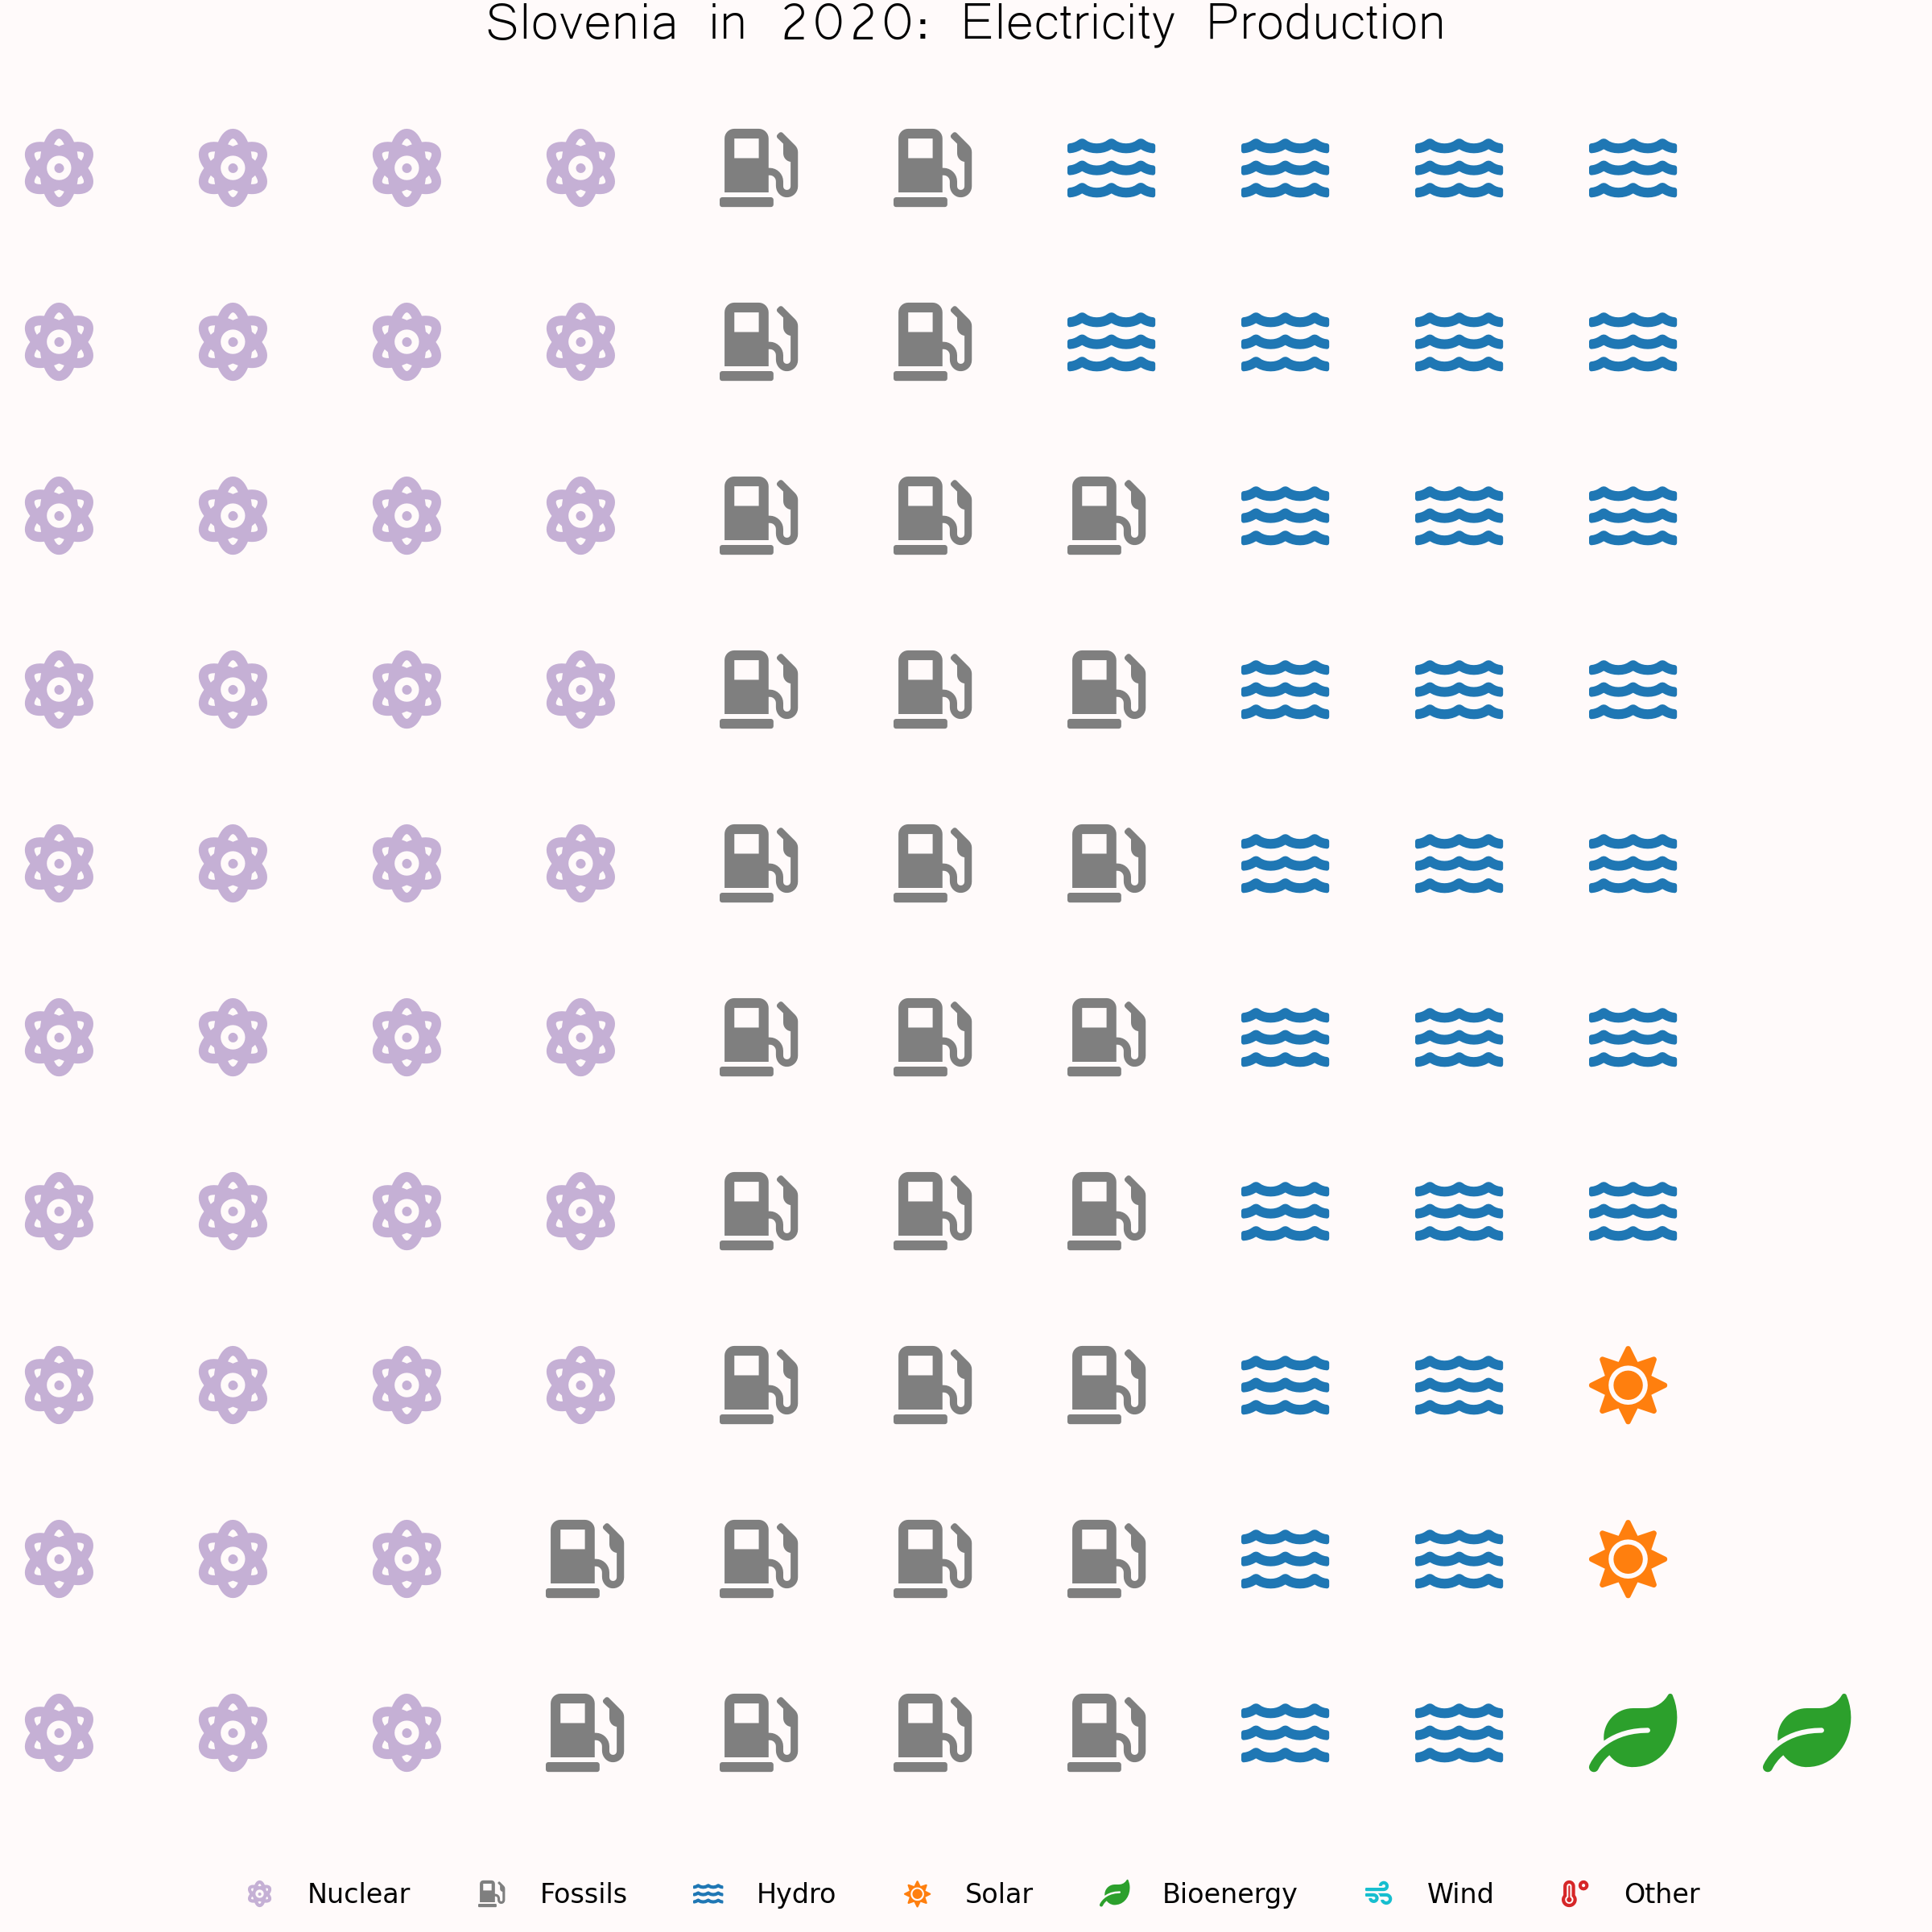 Slovenia in 2020: Electricity Production
Nuclear Fossils Hydro Solar Bioenergy Wind Other